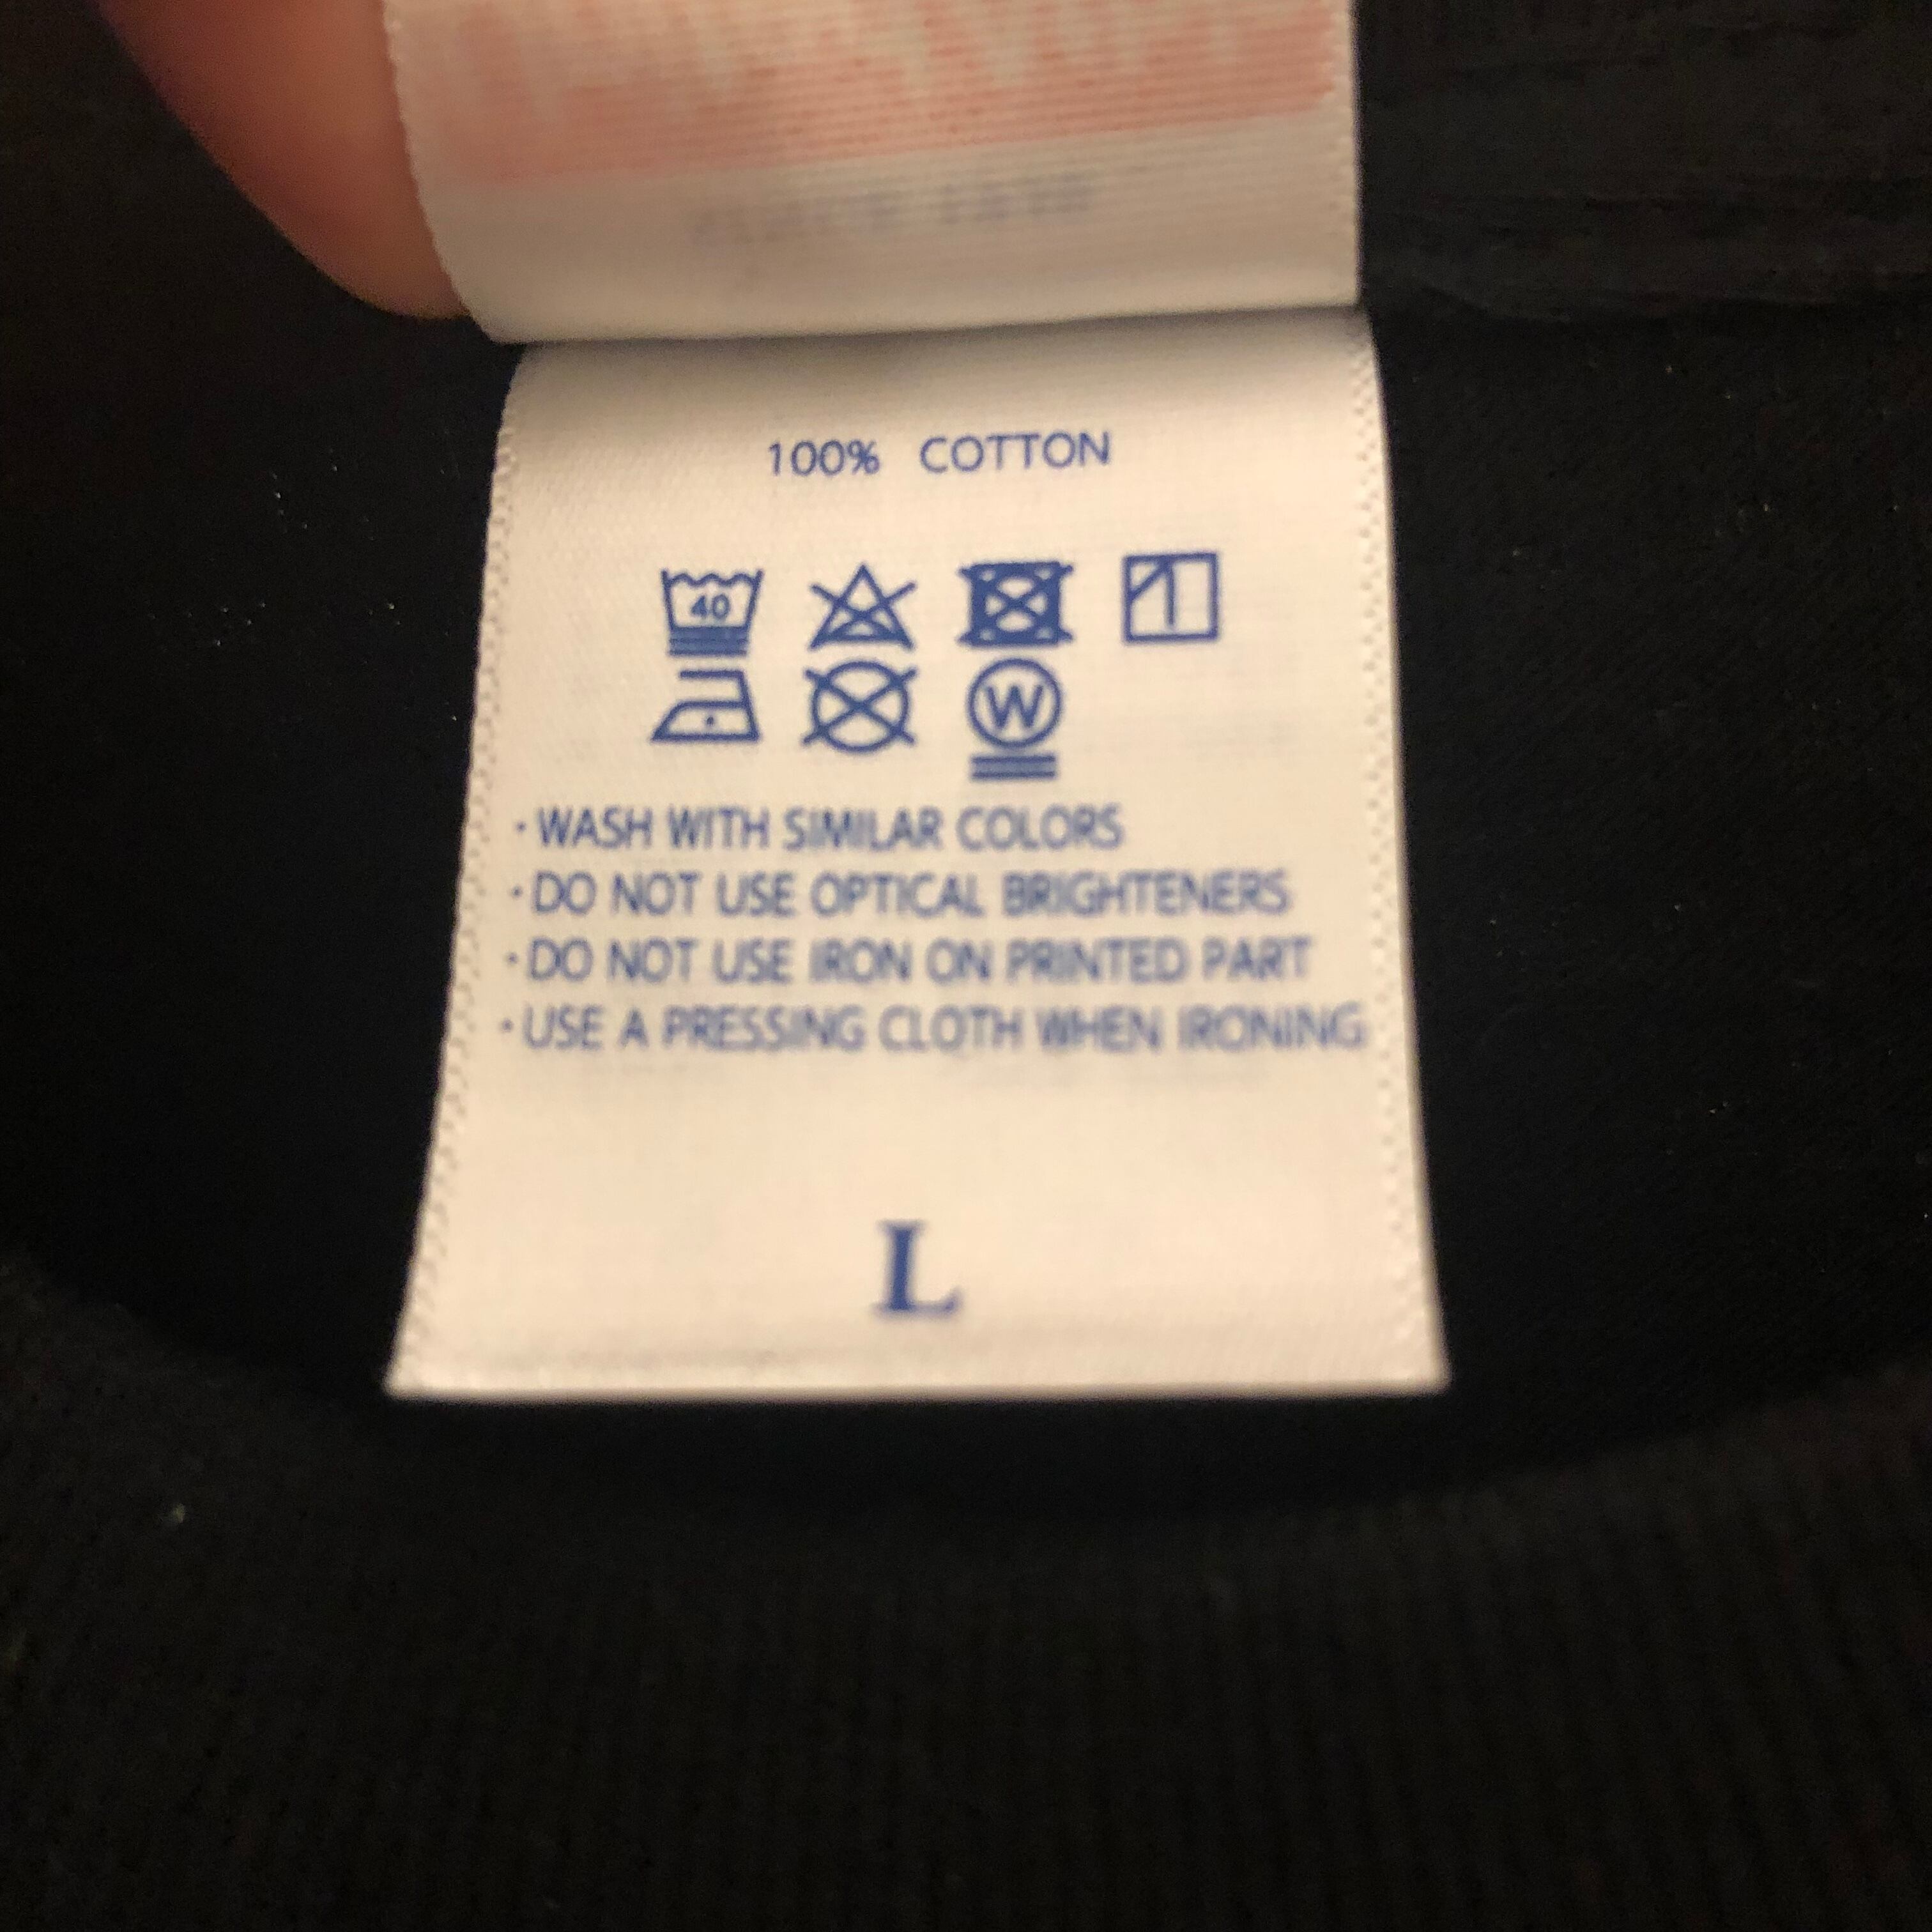 100% COTTON
40
W
· WASH WITH SIMILAR COLORS
· DO NOT USE OPTICAL BRIGHTENERS
· DO NOT USE IRON ON PRINTED PART
· USE A PRESSING CLOTH WHEN IRONING
L